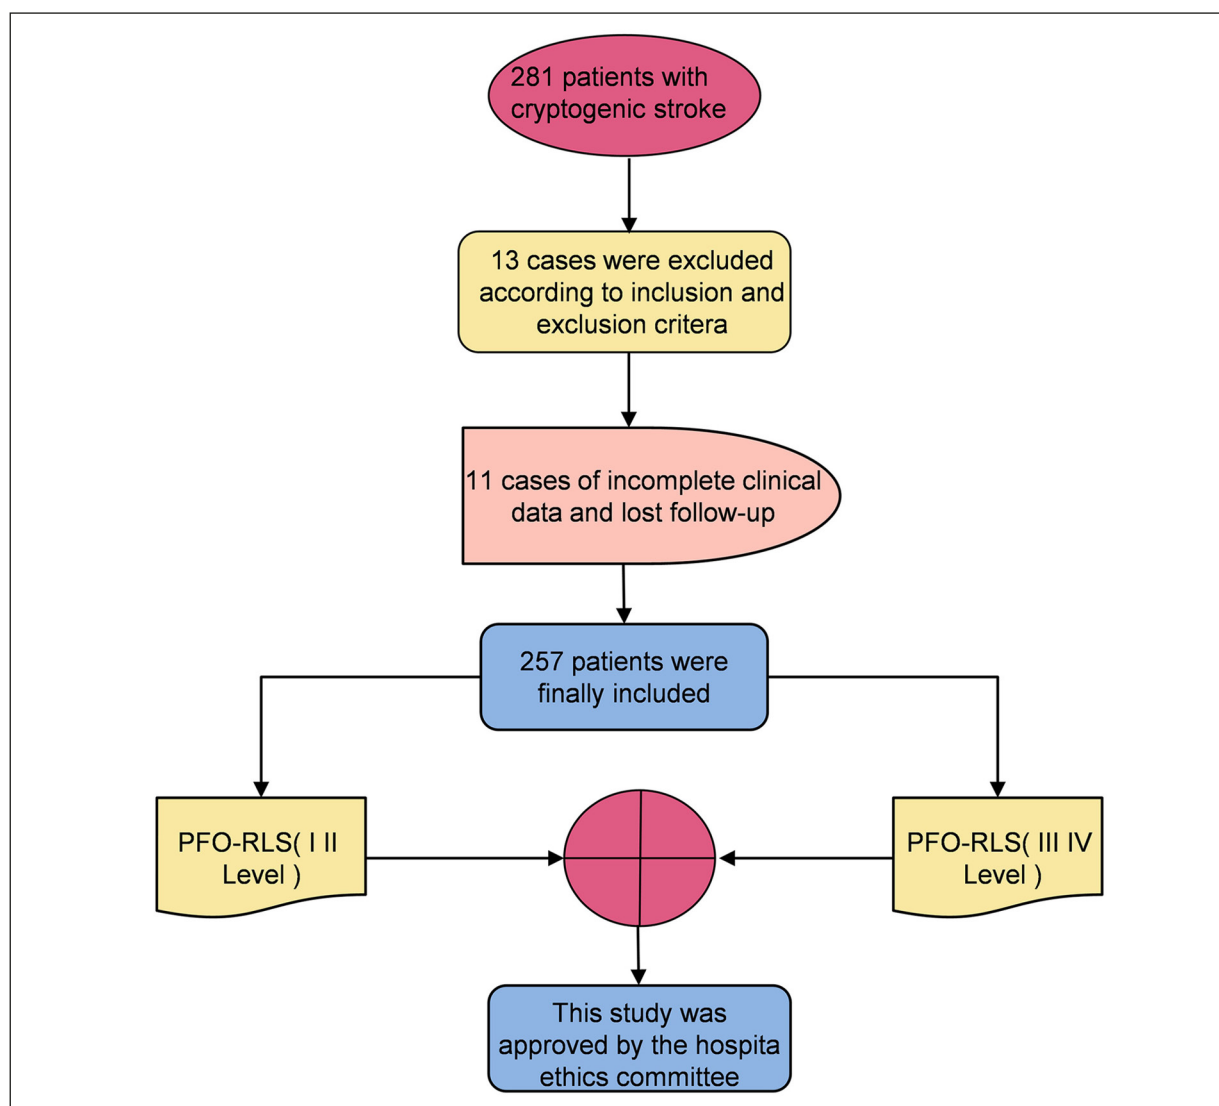 281 patients with
cryptogenic stroke
13 cases were excluded
according to inclusion and
exclusion critera
11 cases of incomplete clinical
data and lost follow-up
257 patients were
finally included
PFO-RLS( I II
Level )
PFO-RLS( III IV
Level )
This study was
approved by the hospita
ethics committee